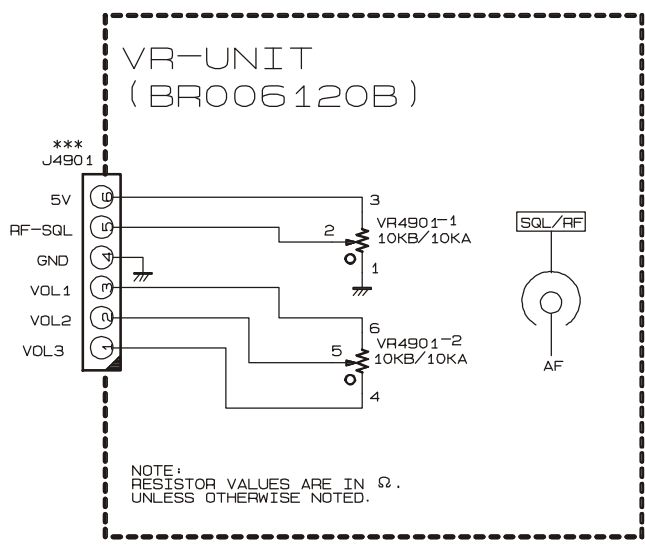 VR-UNIT
(BR006120B)
***
J4901
5V
6
RF-SQL
5
GND
4
VOL1
3
VOL2
2
VOL3
1
3
2
VR4901-1
10KB/10KA
1
6
5
VR4901-2
10KB/10KA
4
SQL/RF
AF
NOTE:
RESISTOR VALUES ARE IN Ω.
UNLESS OTHERWISE NOTED.